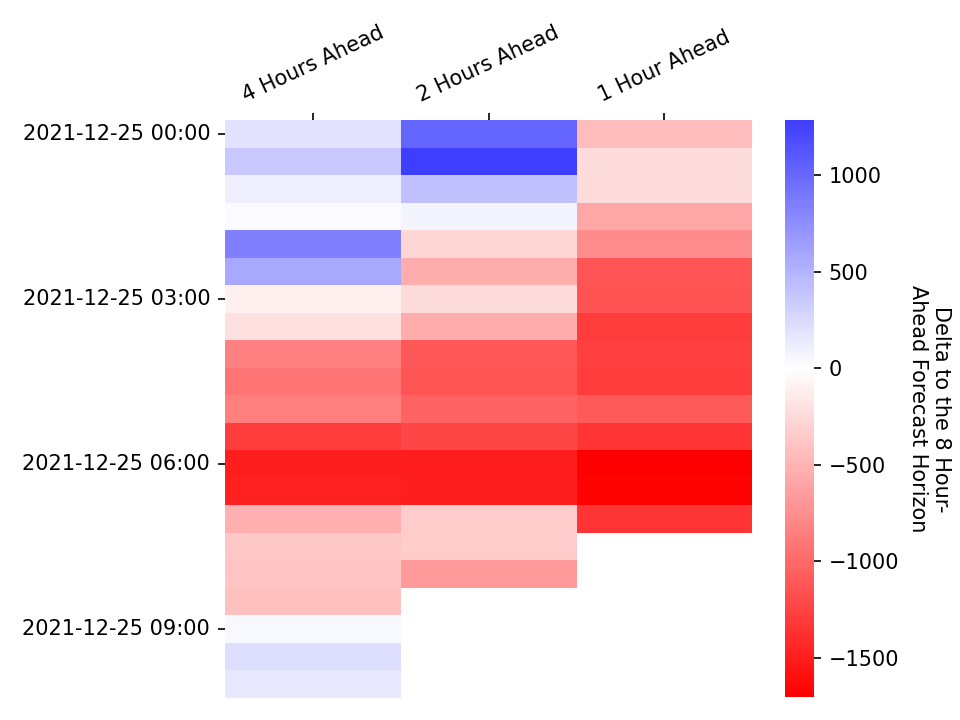 4 Hours Ahead
2 Hours Ahead
1 Hour Ahead
2021-12-25 00:00
2021-12-25 03:00
2021-12-25 06:00
2021-12-25 09:00
1000
500
0
−500
−1000
−1500
Delta to the 8 Hour-
Ahead Forecast Horizon